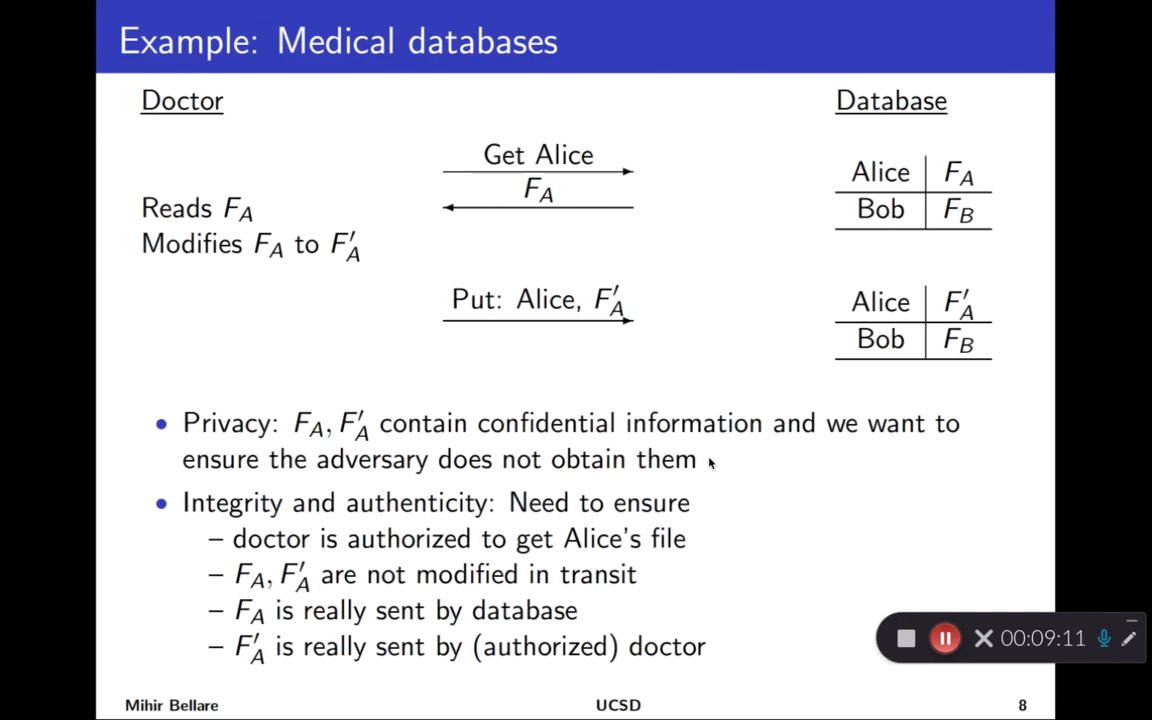 Example: Medical databases
Doctor
Database
Get Alice
Alice F_A
F_A
Reads F_A
Bob F_B
Modifies F_A to F′_A
Put: Alice, F′_A
Alice F′_A
Bob F_B
• Privacy: F_A, F′_A contain confidential information and we want to
ensure the adversary does not obtain them
• Integrity and authenticity: Need to ensure
– doctor is authorized to get Alice's file
– F_A, F′_A are not modified in transit
– F_A is really sent by database
– F′_A is really sent by (authorized) doctor
00:09:11
Mihir Bellare UCSD 8